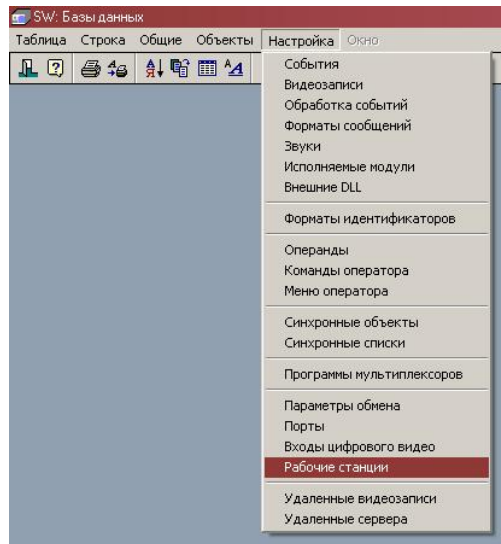 SW: Базы данных
Таблица Строка Общие Объекты Настройка Окно
События
Видеозаписи
Обработка событий
Форматы сообщений
Звуки
Исполняемые модули
Внешние DLL
Форматы идентификаторов
Операнды
Команды оператора
Меню оператора
Синхронные объекты
Синхронные списки
Программы мультиплексоров
Параметры обмена
Порты
Входы цифрового видео
Рабочие станции
Удаленные видеозаписи
Удаленные сервера